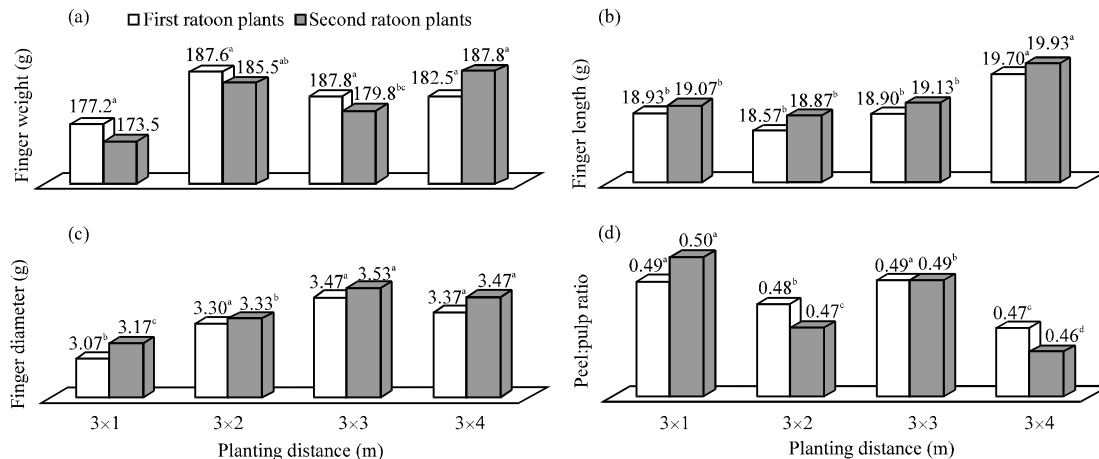 (a)
First ratoon plants
Second ratoon plants
Finger weight (g)
177.2a
173.5
187.6a
185.5ab
187.8a
179.8bc
182.5a
187.8a
(b)
Finger length (g)
18.93b
19.07b
18.57b
18.87b
18.90b
19.13b
19.70a
19.93a
(c)
Finger diameter (g)
3.07b
3.17c
3.30a
3.33b
3.47a
3.53a
3.37a
3.47a
3×1
3×2
3×3
3×4
Planting distance (m)
(d)
Peel:pulp ratio
0.49a
0.50a
0.48b
0.47c
0.49a
0.49b
0.47c
0.46d
3×1
3×2
3×3
3×4
Planting distance (m)